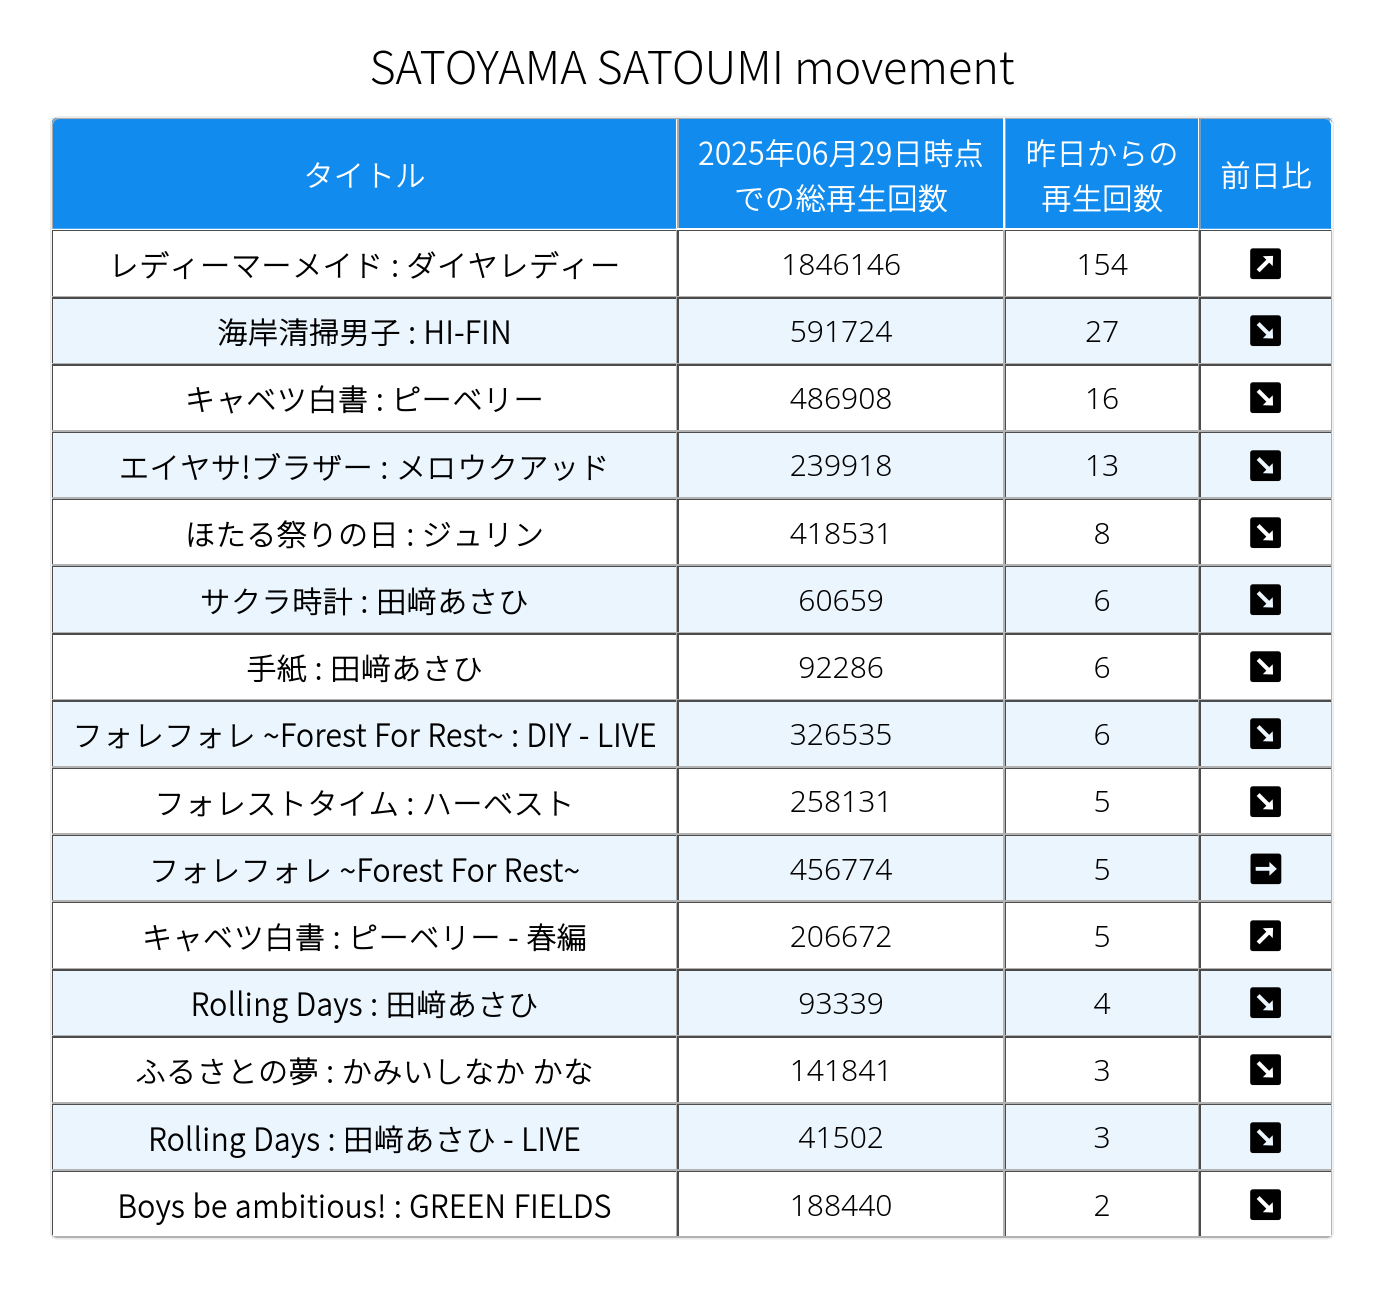 SATOYAMA SATOUMI movement
タイトル 2025年06月29日時点での総再生回数 昨日からの再生回数 前日比
レディーマーメイド : ダイヤレディー 1846146 154 ↗
海岸清掃男子 : HI-FIN 591724 27 ↘
キャベツ白書 : ピーベリー 486908 16 ↘
エイヤサ!ブラザー : メロウクアッド 239918 13 ↘
ほたる祭りの日 : ジュリン 418531 8 ↘
サクラ時計 : 田﨑あさひ 60659 6 ↘
手紙 : 田﨑あさひ 92286 6 ↘
フォレフォレ ~Forest For Rest~ : DIY - LIVE 326535 6 ↘
フォレストタイム : ハーベスト 258131 5 ↘
フォレフォレ ~Forest For Rest~ 456774 5 →
キャベツ白書 : ピーベリー - 春編 206672 5 ↗
Rolling Days : 田﨑あさひ 93339 4 ↘
ふるさとの夢 : かみいしなか かな 141841 3 ↘
Rolling Days : 田﨑あさひ - LIVE 41502 3 ↘
Boys be ambitious! : GREEN FIELDS 188440 2 ↘